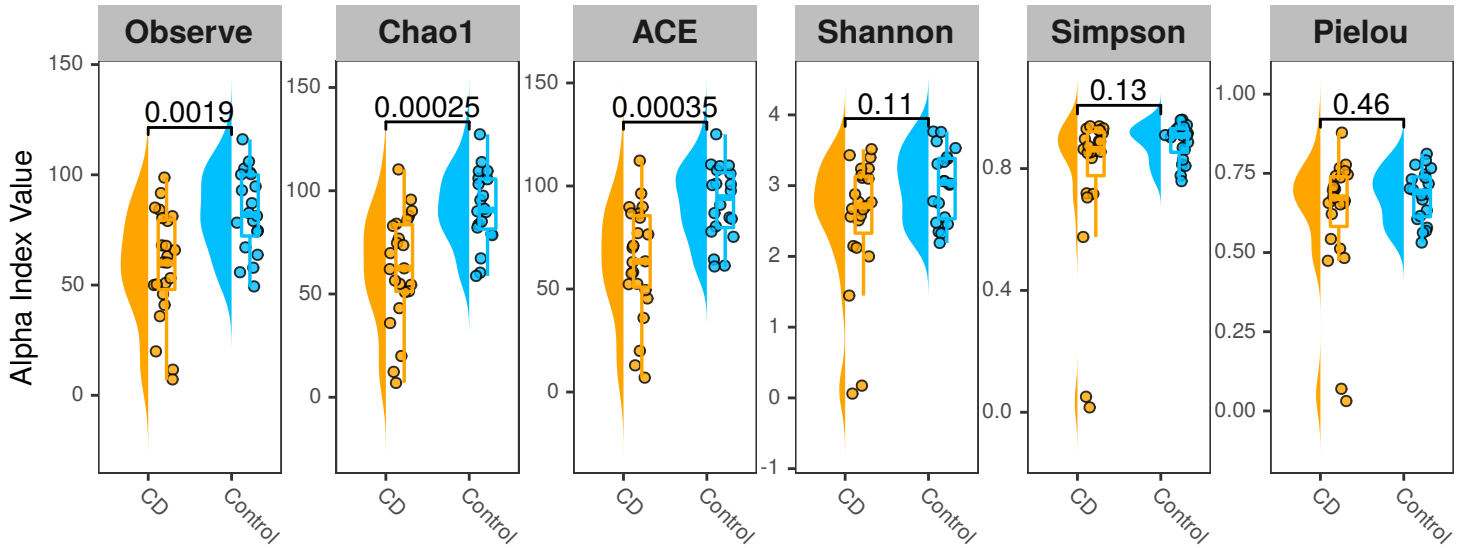 Observe
Chao1
ACE
Shannon
Simpson
Pielou
Alpha Index Value
150
100
50
0
0.0019
CD
Control
150
100
50
0
0.00025
CD
Control
150
100
50
0
0.00035
CD
Control
4
3
2
1
0
-1
0.11
CD
Control
0.8
0.4
0.0
0.13
CD
Control
1.00
0.75
0.50
0.25
0.00
0.46
CD
Control